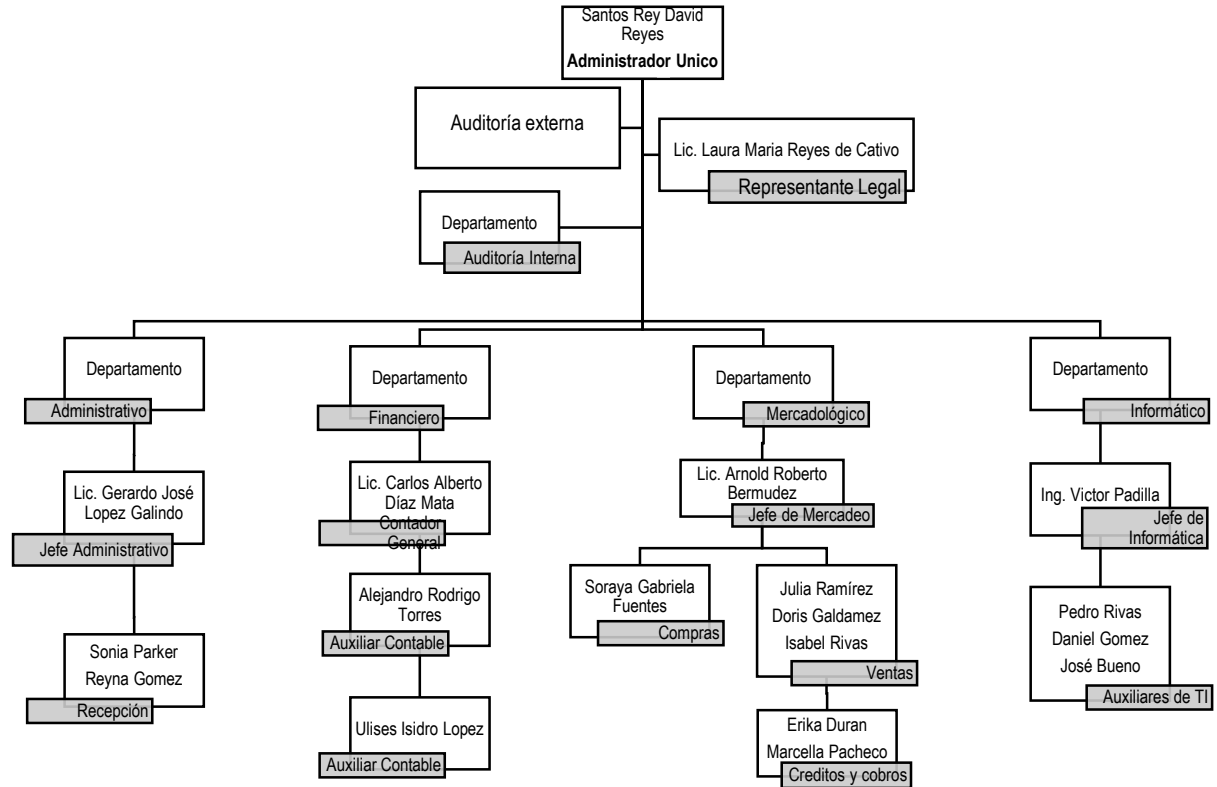 Santos Rey David
Reyes
Administrador Unico
Auditoría externa
Lic. Laura Maria Reyes de Cativo
Representante Legal
Departamento
Auditoría Interna
Departamento
Administrativo
Departamento
Financiero
Departamento
Mercadológico
Departamento
Informático
Lic. Gerardo José
Lopez Galindo
Jefe Administrativo
Lic. Carlos Alberto
Díaz Mata
Contador
General
Lic. Arnold Roberto
Bermudez
Jefe de Mercadeo
Ing. Victor Padilla
Jefe de
Informática
Sonia Parker
Reyna Gomez
Recepción
Alejandro Rodrigo
Torres
Auxiliar Contable
Ulises Isidro Lopez
Auxiliar Contable
Soraya Gabriela
Fuentes
Compras
Julia Ramírez
Doris Galdamez
Isabel Rivas
Ventas
Erika Duran
Marcella Pacheco
Creditos y cobros
Pedro Rivas
Daniel Gomez
José Bueno
Auxiliares de TI